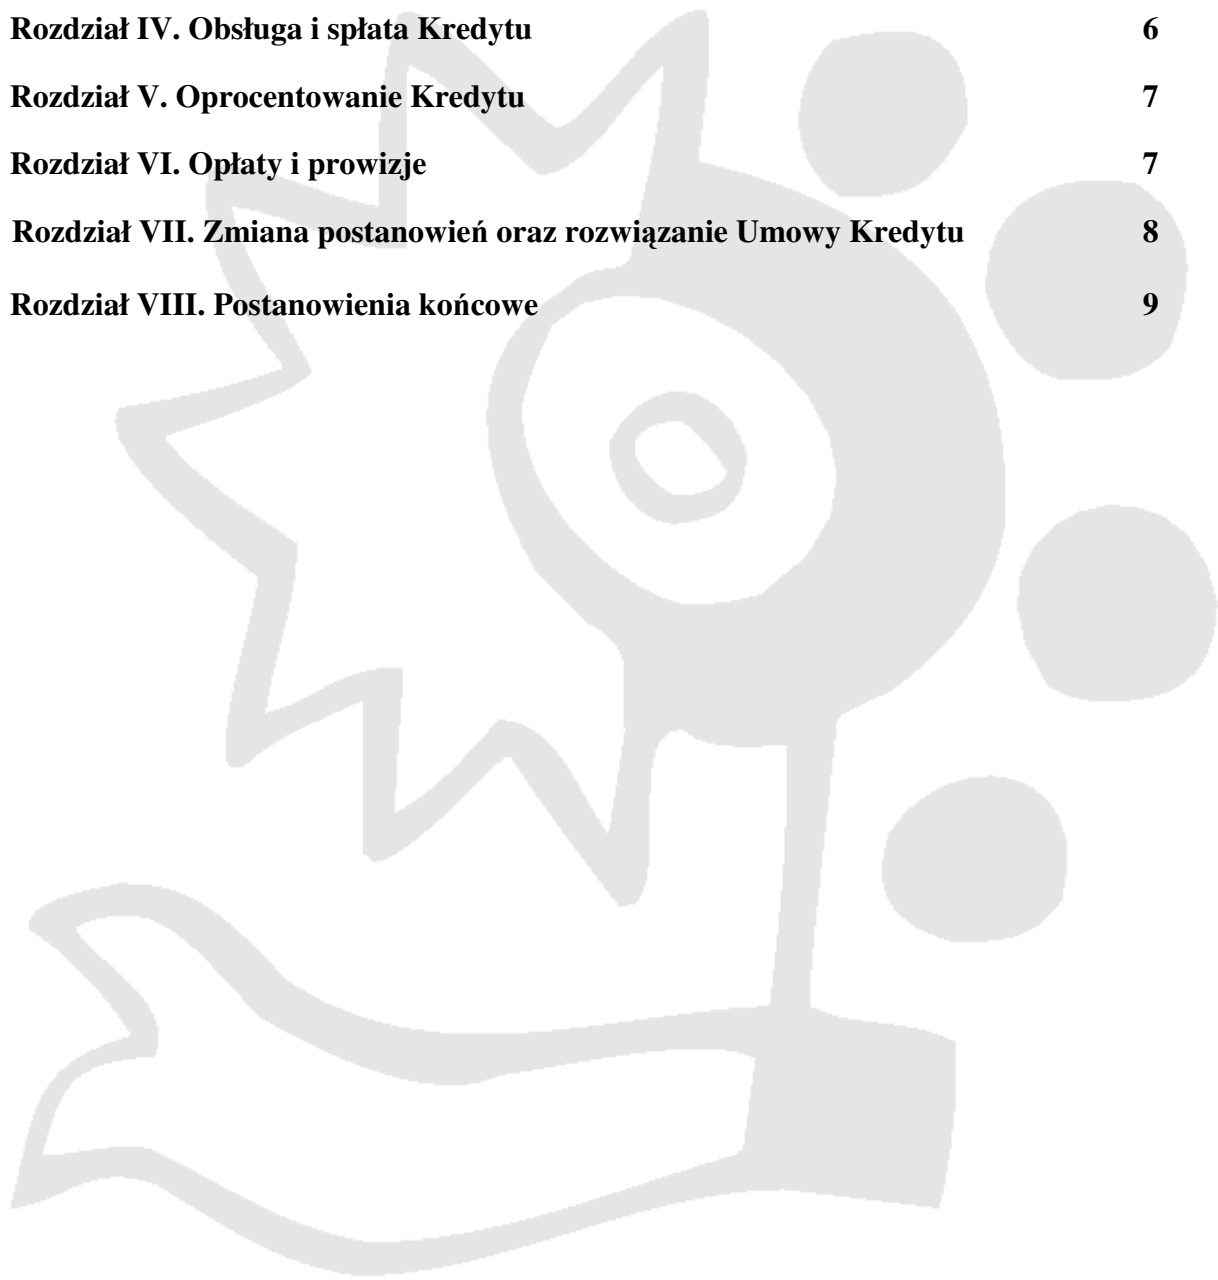 Rozdział IV. Obsługa i spłata Kredytu 6
Rozdział V. Oprocentowanie Kredytu 7
Rozdział VI. Opłaty i prowizje 7
Rozdział VII. Zmiana postanowień oraz rozwiązanie Umowy Kredytu 8
Rozdział VIII. Postanowienia końcowe 9